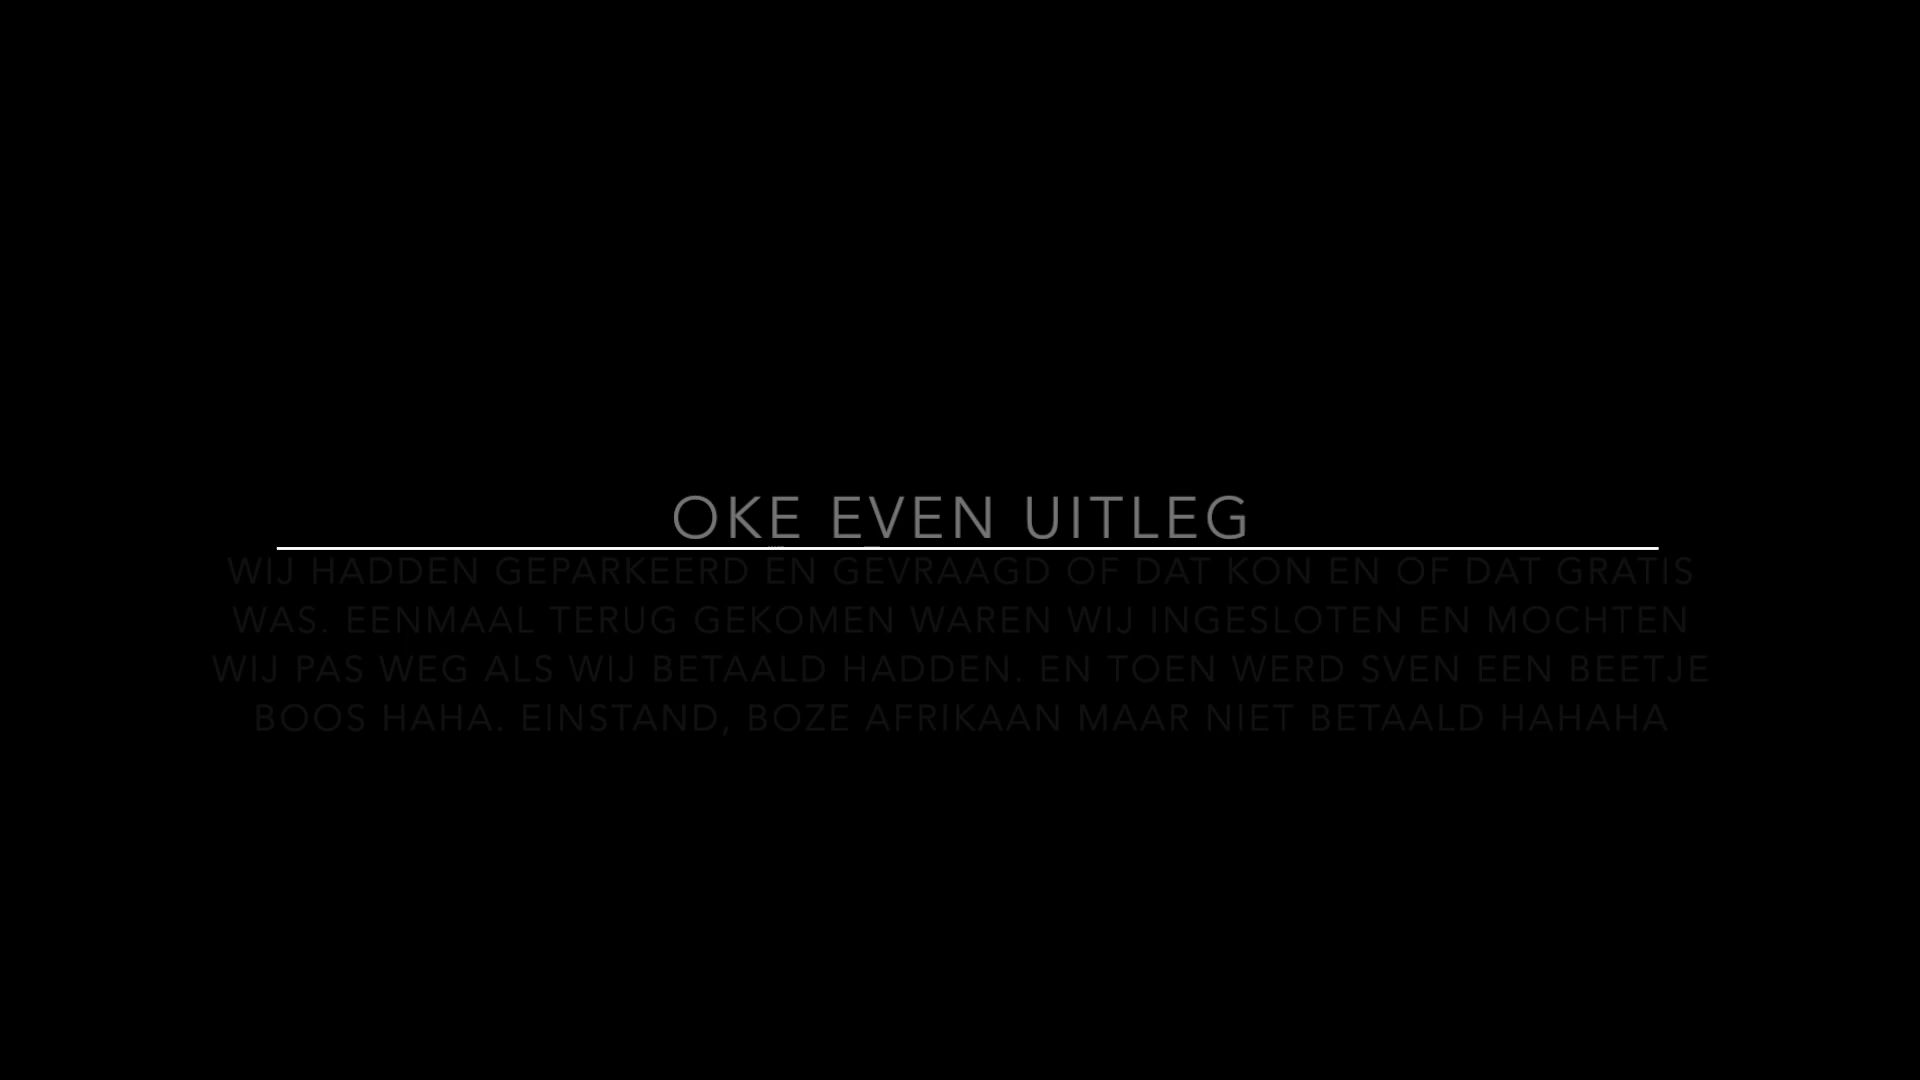 OKE EVEN UITLEG
WIJ HADDEN GEPARKEERD EN GEVRAAGD OF DAT KON EN OF DAT GRATIS
WAS. EENMAAL TERUG GEKOMEN WAREN WIJ INGESLOTEN EN MOCHTEN
WIJ PAS WEG ALS WIJ BETAALD HADDEN. EN TOEN WERD SVEN EEN BEETJE
BOOS HAHA. EINSTAND, BOZE AFRIKAAN MAAR NIET BETAALD HAHAHA